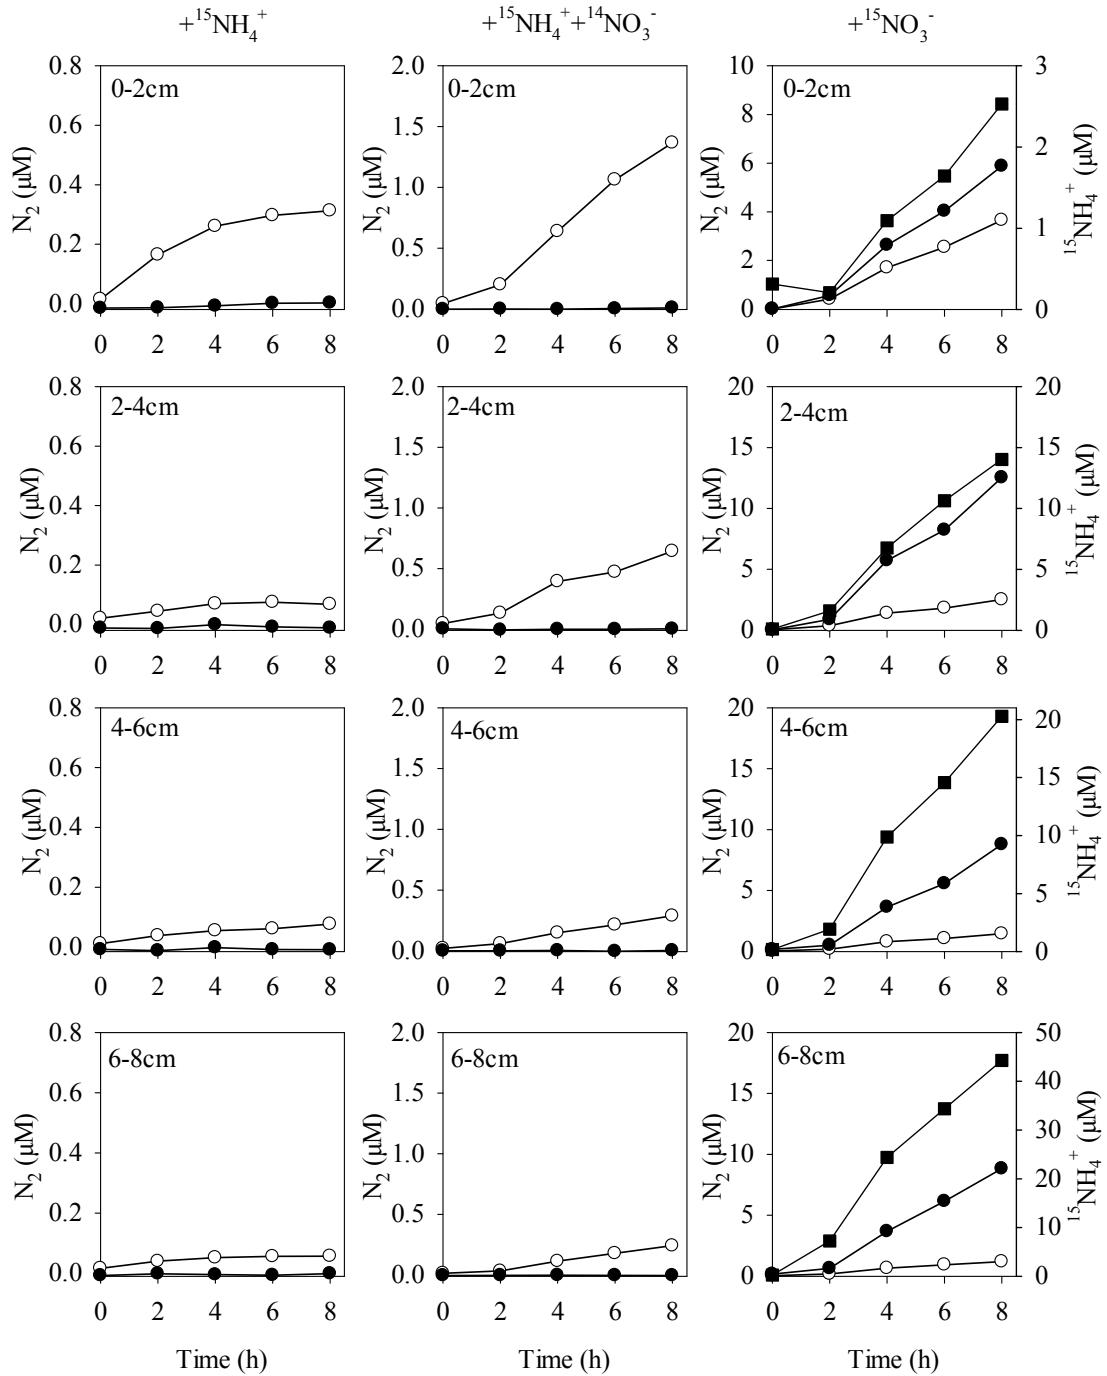 +¹⁵NH₄⁺ +¹⁵NH₄⁺+¹⁴NO₃⁻ +¹⁵NO₃⁻
0-2cm 0-2cm 0-2cm
0.8 2.0 10 3
0.6 1.5 8 2
0.4 1.0 6 1
0.2 0.5 4 0
0.0 0.0 2
0
N₂ (µM) N₂ (µM) N₂ (µM) ¹⁵NH₄⁺ (µM)
0 2 4 6 8 0 2 4 6 8 0 2 4 6 8
2-4cm 2-4cm 2-4cm
0.8 2.0 20 20
0.6 1.5 15 15
0.4 1.0 10 10
0.2 0.5 5 5
0.0 0.0 0 0
N₂ (µM) N₂ (µM) N₂ (µM) ¹⁵NH₄⁺ (µM)
0 2 4 6 8 0 2 4 6 8 0 2 4 6 8
4-6cm 4-6cm 4-6cm
0.8 2.0 20 20
0.6 1.5 15 15
0.4 1.0 10 10
0.2 0.5 5 5
0.0 0.0 0 0
N₂ (µM) N₂ (µM) N₂ (µM) ¹⁵NH₄⁺ (µM)
0 2 4 6 8 0 2 4 6 8 0 2 4 6 8
6-8cm 6-8cm 6-8cm
0.8 2.0 20 50
0.6 1.5 15 40
0.4 1.0 10 30
0.2 0.5 5 20
0.0 0.0 0 10
0
N₂ (µM) N₂ (µM) N₂ (µM) ¹⁵NH₄⁺ (µM)
0 2 4 6 8 0 2 4 6 8 0 2 4 6 8
Time (h) Time (h) Time (h)